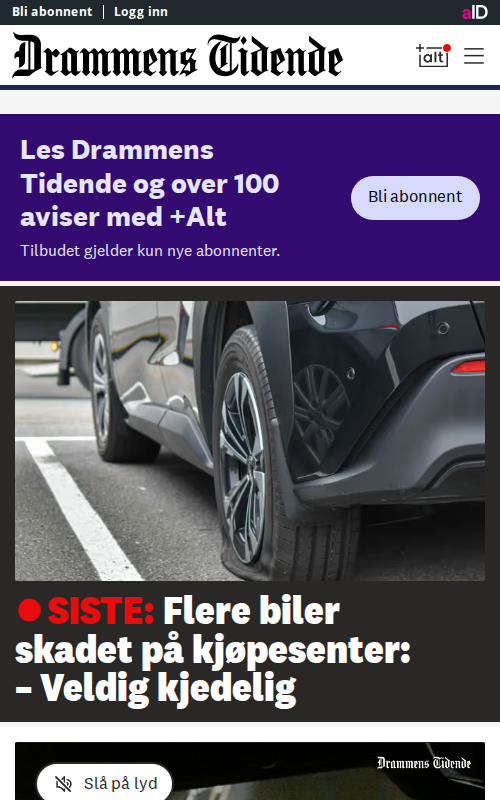 Bli abonnent | Logg inn
aID
Drammens Tidende
+alt
Les Drammens
Tidende og over 100
aviser med +Alt
Tilbudet gjelder kun nye abonnenter.
Bli abonnent
SISTE: Flere biler
skadet på kjøpesenter:
– Veldig kjedelig
Drammens Tidende
Slå på lyd